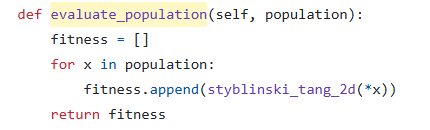 def evaluate_population(self, population):
    fitness = []
    for x in population:
        fitness.append(styblinski_tang_2d(*x))
    return fitness